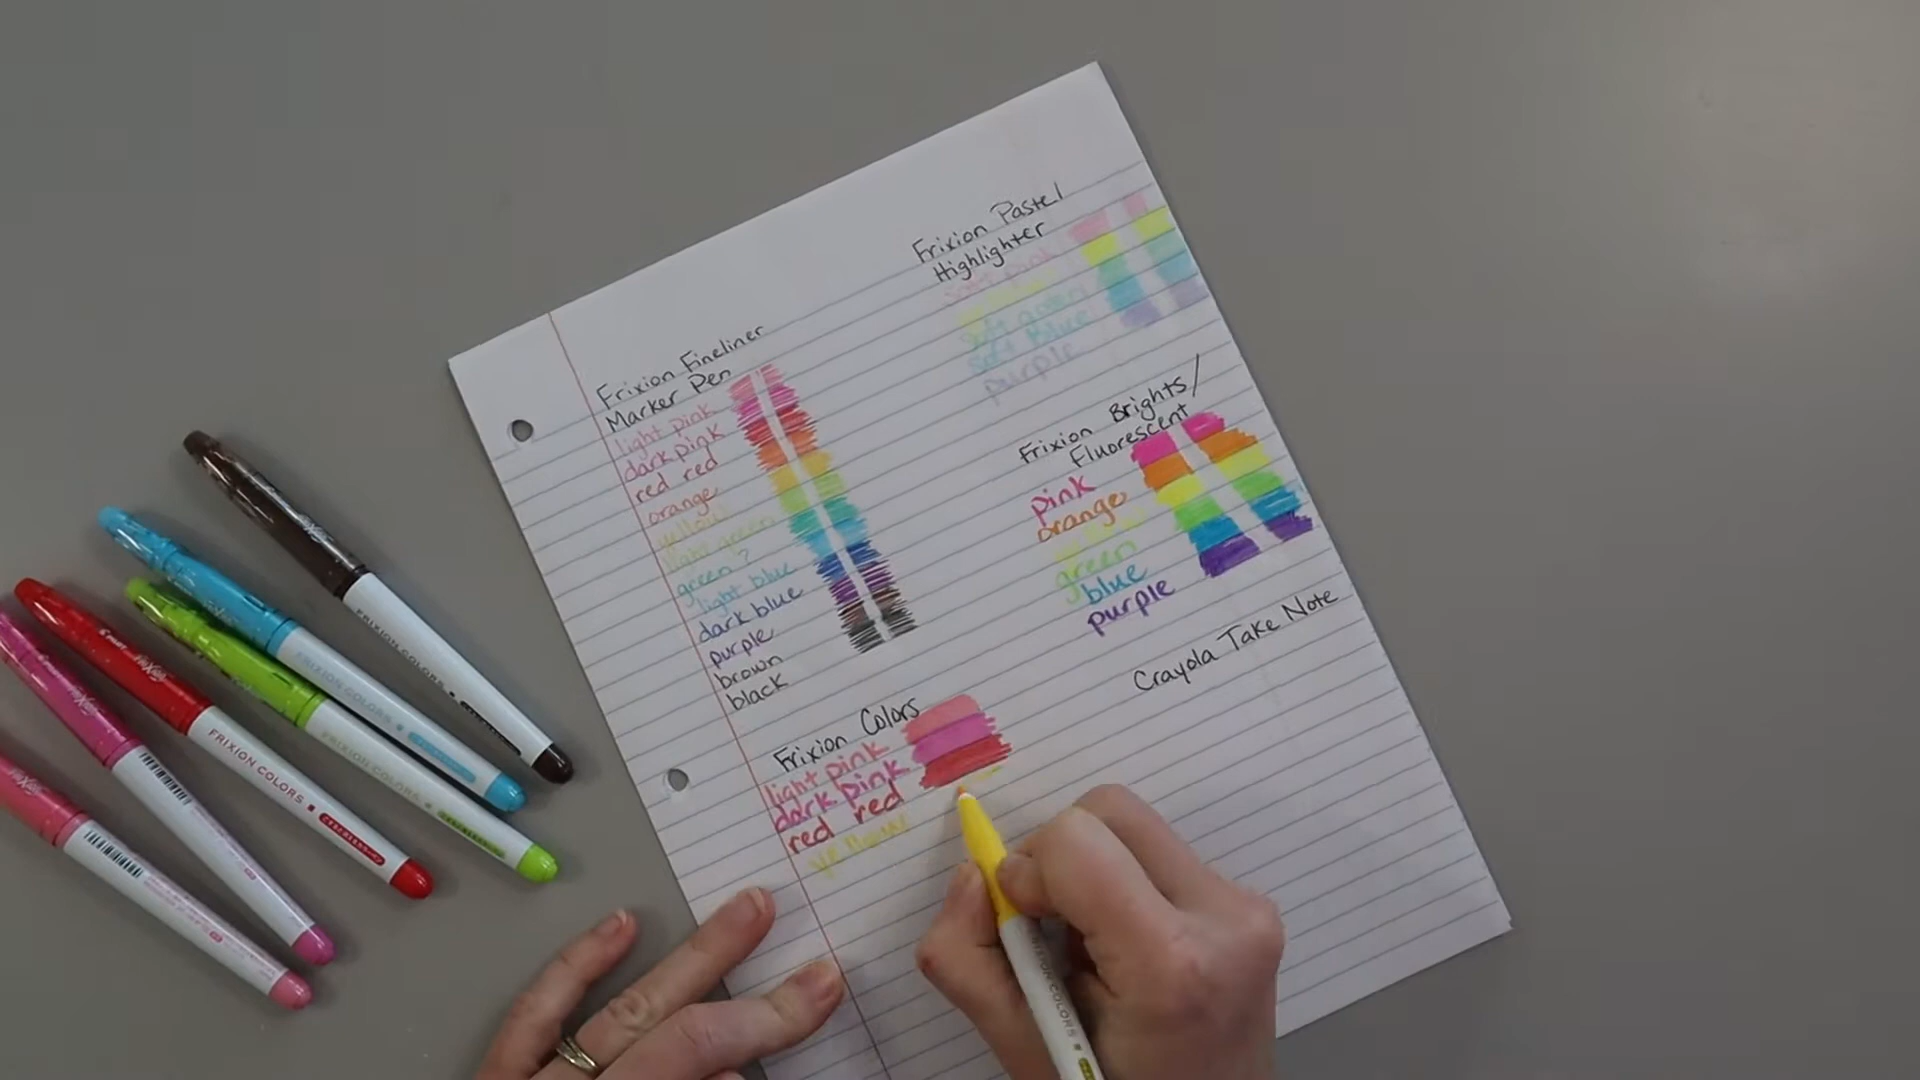 Frixion Fineliner
Marker Pen
light pink
dark pink
red red
orange
yellow
light green
green?
light blue
dark blue
purple
brown
black
Frixion Pastel
Highlighter
soft pink
soft green
soft blue
purple
Frixion Brights/
Fluorescent
pink
orange
green
blue
purple
Crayola Take Note
Frixion Colors
light pink
dark pink
red red
yellow
FRIXION COLORS
FRIXION COLORS
FRIXION COLORS
FRIXION COLORS
FRIXION COLORS